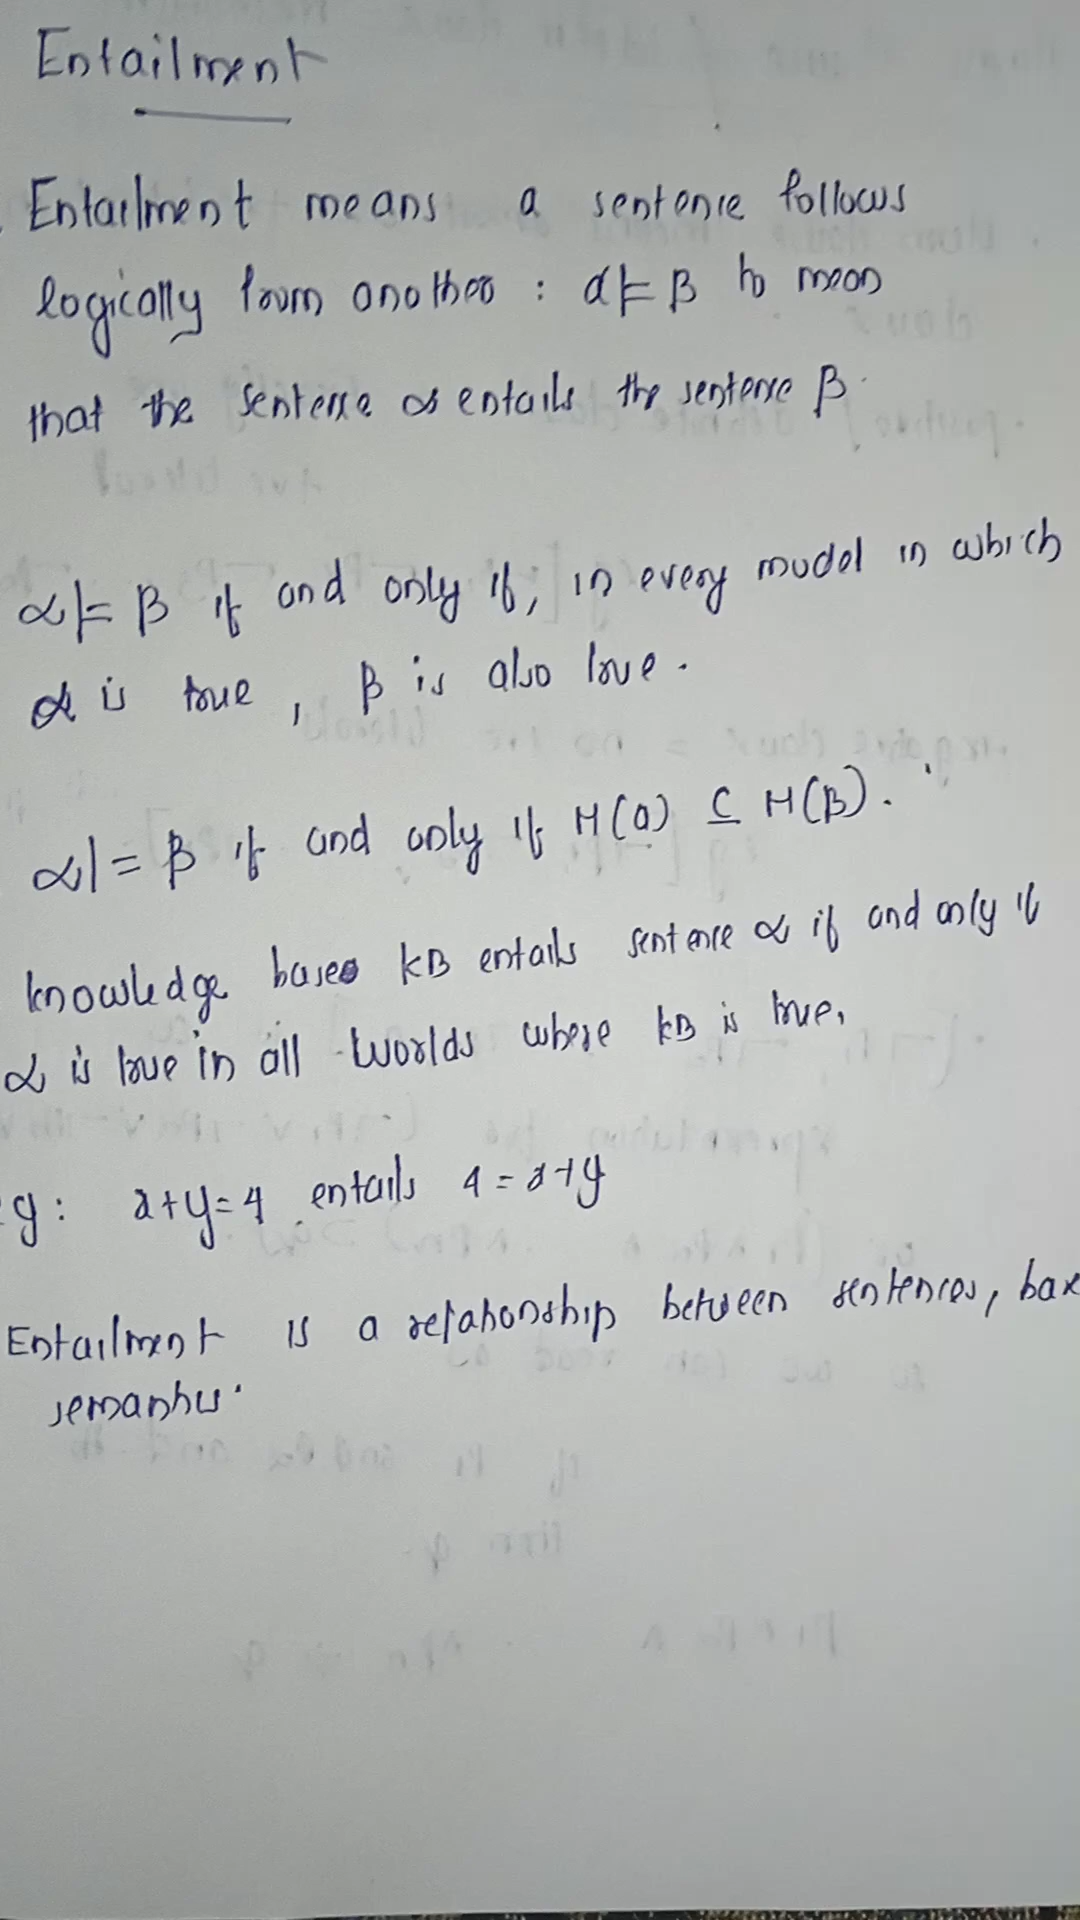 Entailment
Entailment means a sentence follows
logically from another : α ⊨ β to mean
that the sentence α entails the sentence β.
α ⊨ β if and only if, in every model in which
α is true, β is also true.
α |= β if and only if M(α) ⊆ M(β).
knowledge bases KB entails sentence α if and only if
α is true in all worlds where KB is true,
g: x+y=4 entails 4=x+y
Entailment is a relationship between sentences, bas
semantics.